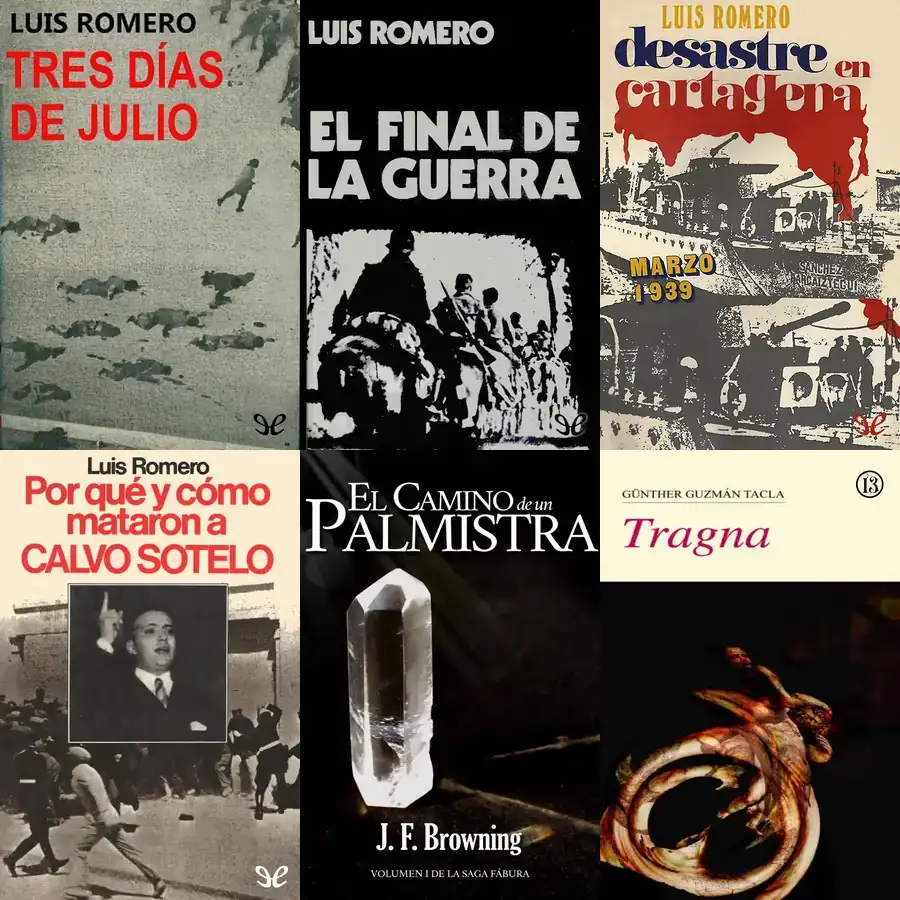 LUIS ROMERO
TRES DÍAS
DE JULIO
LUIS ROMERO
EL FINAL DE
LA GUERRA
LUIS ROMERO
desastre en
cartagena
MARZO
1939
SANCHEZ
Luis Romero
Por qué y cómo
mataron a
CALVO SOTELO
EL CAMINO de un
PALMISTRA
J. F. Browning
VOLUMEN I DE LA SAGA FÁBURA
13
GÜNTHER GUZMÁN TACLA
Tragna